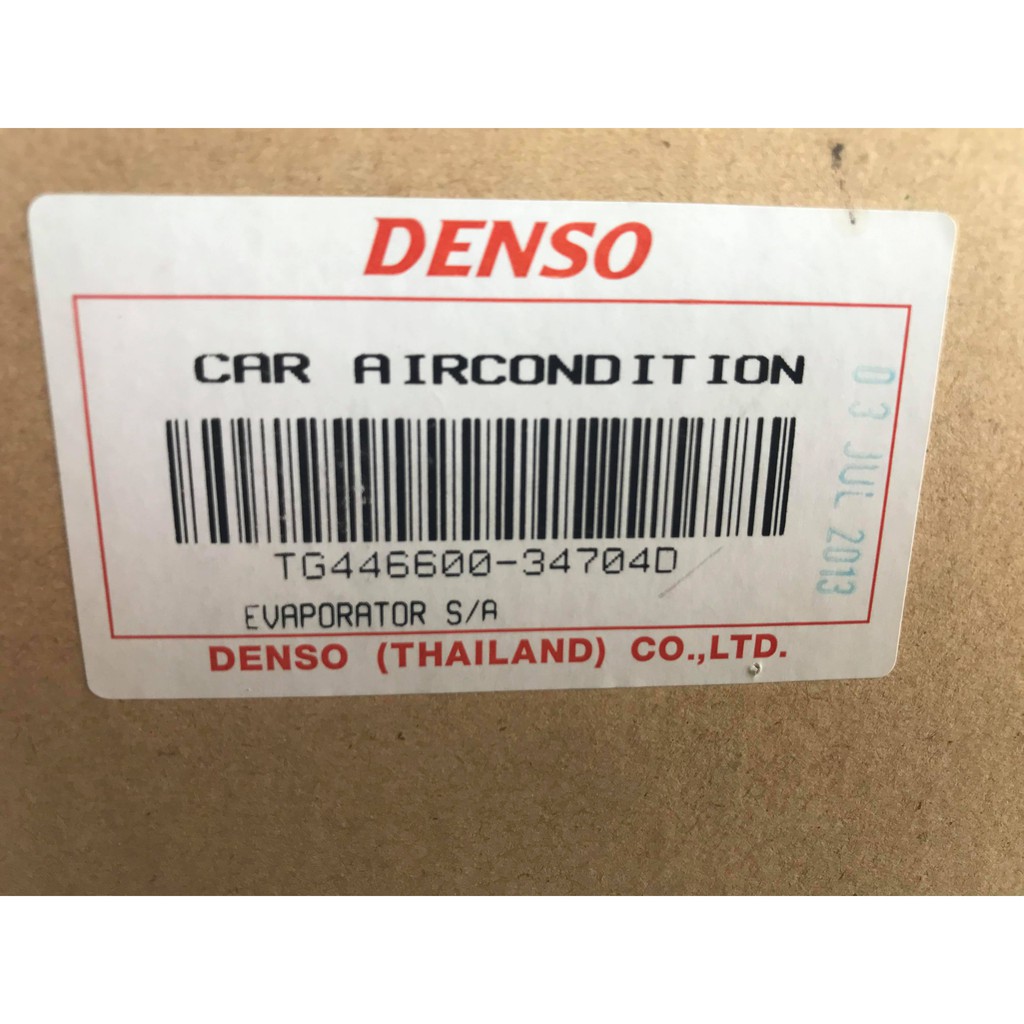 DENSO
CAR AIRCONDITION
TG446600-34704D
EVAPORATOR S/A
DENSO (THAILAND) CO.,LTD.
03 JUL 2013